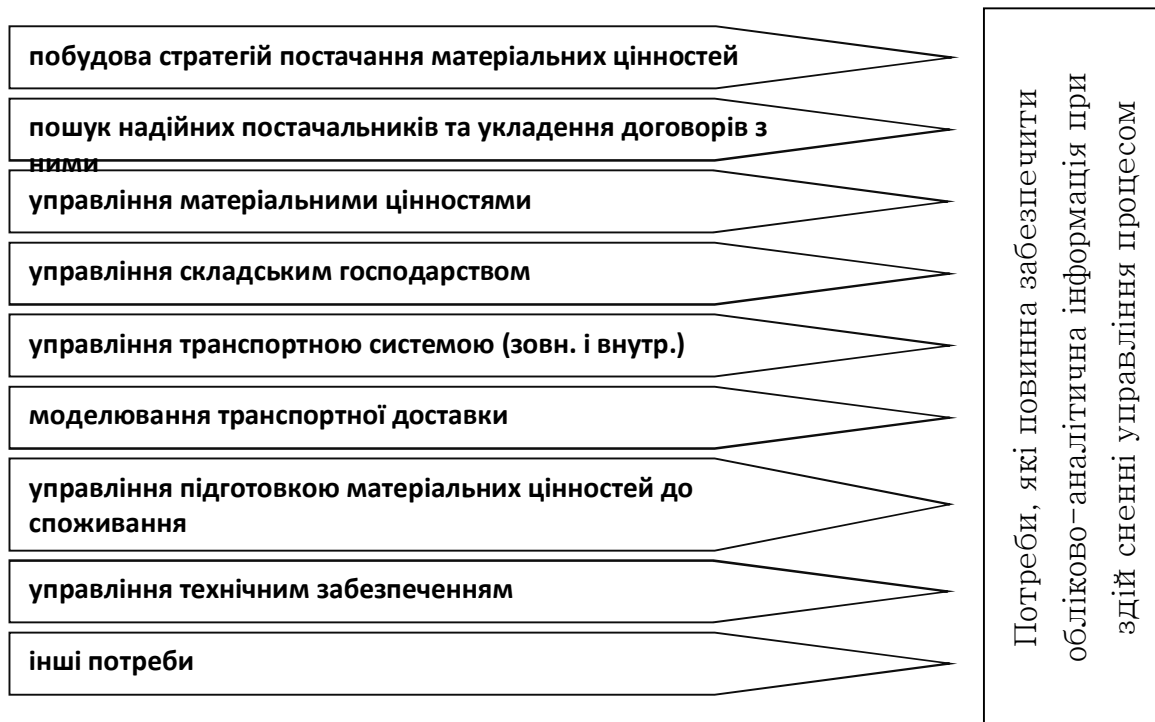 побудова стратегій постачання матеріальних цінностей
пошук надійних постачальників та укладення договорів з
ними
управління матеріальними цінностями
управління складським господарством
управління транспортною системою (зовн. і внутр.)
моделювання транспортної доставки
управління підготовкою матеріальних цінностей до
споживання
управління технічним забезпеченням
інші потреби
Потреби, які повинна забезпечити
обліково-аналітична інформація при
здій сненні управління процесом